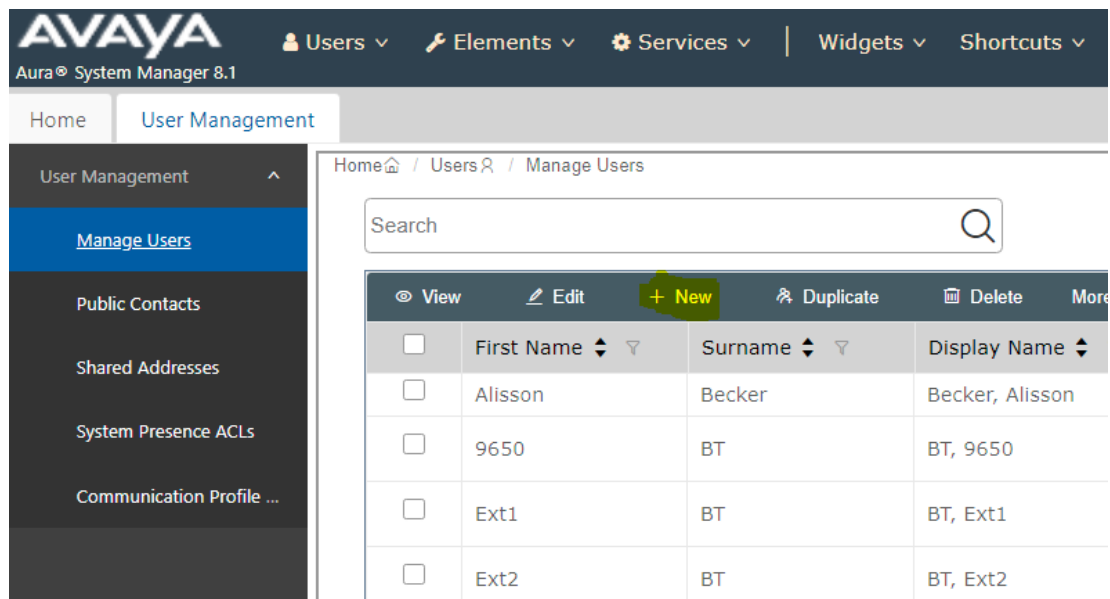 AVAYA
Aura® System Manager 8.1
Users Elements Services Widgets Shortcuts
Home User Management
User Management
Manage Users
Public Contacts
Shared Addresses
System Presence ACLs
Communication Profile ...
Home / Users / Manage Users
Search
View Edit + New Duplicate Delete More
First Name Surname Display Name
Alisson Becker Becker, Alisson
9650 BT BT, 9650
Ext1 BT BT, Ext1
Ext2 BT BT, Ext2